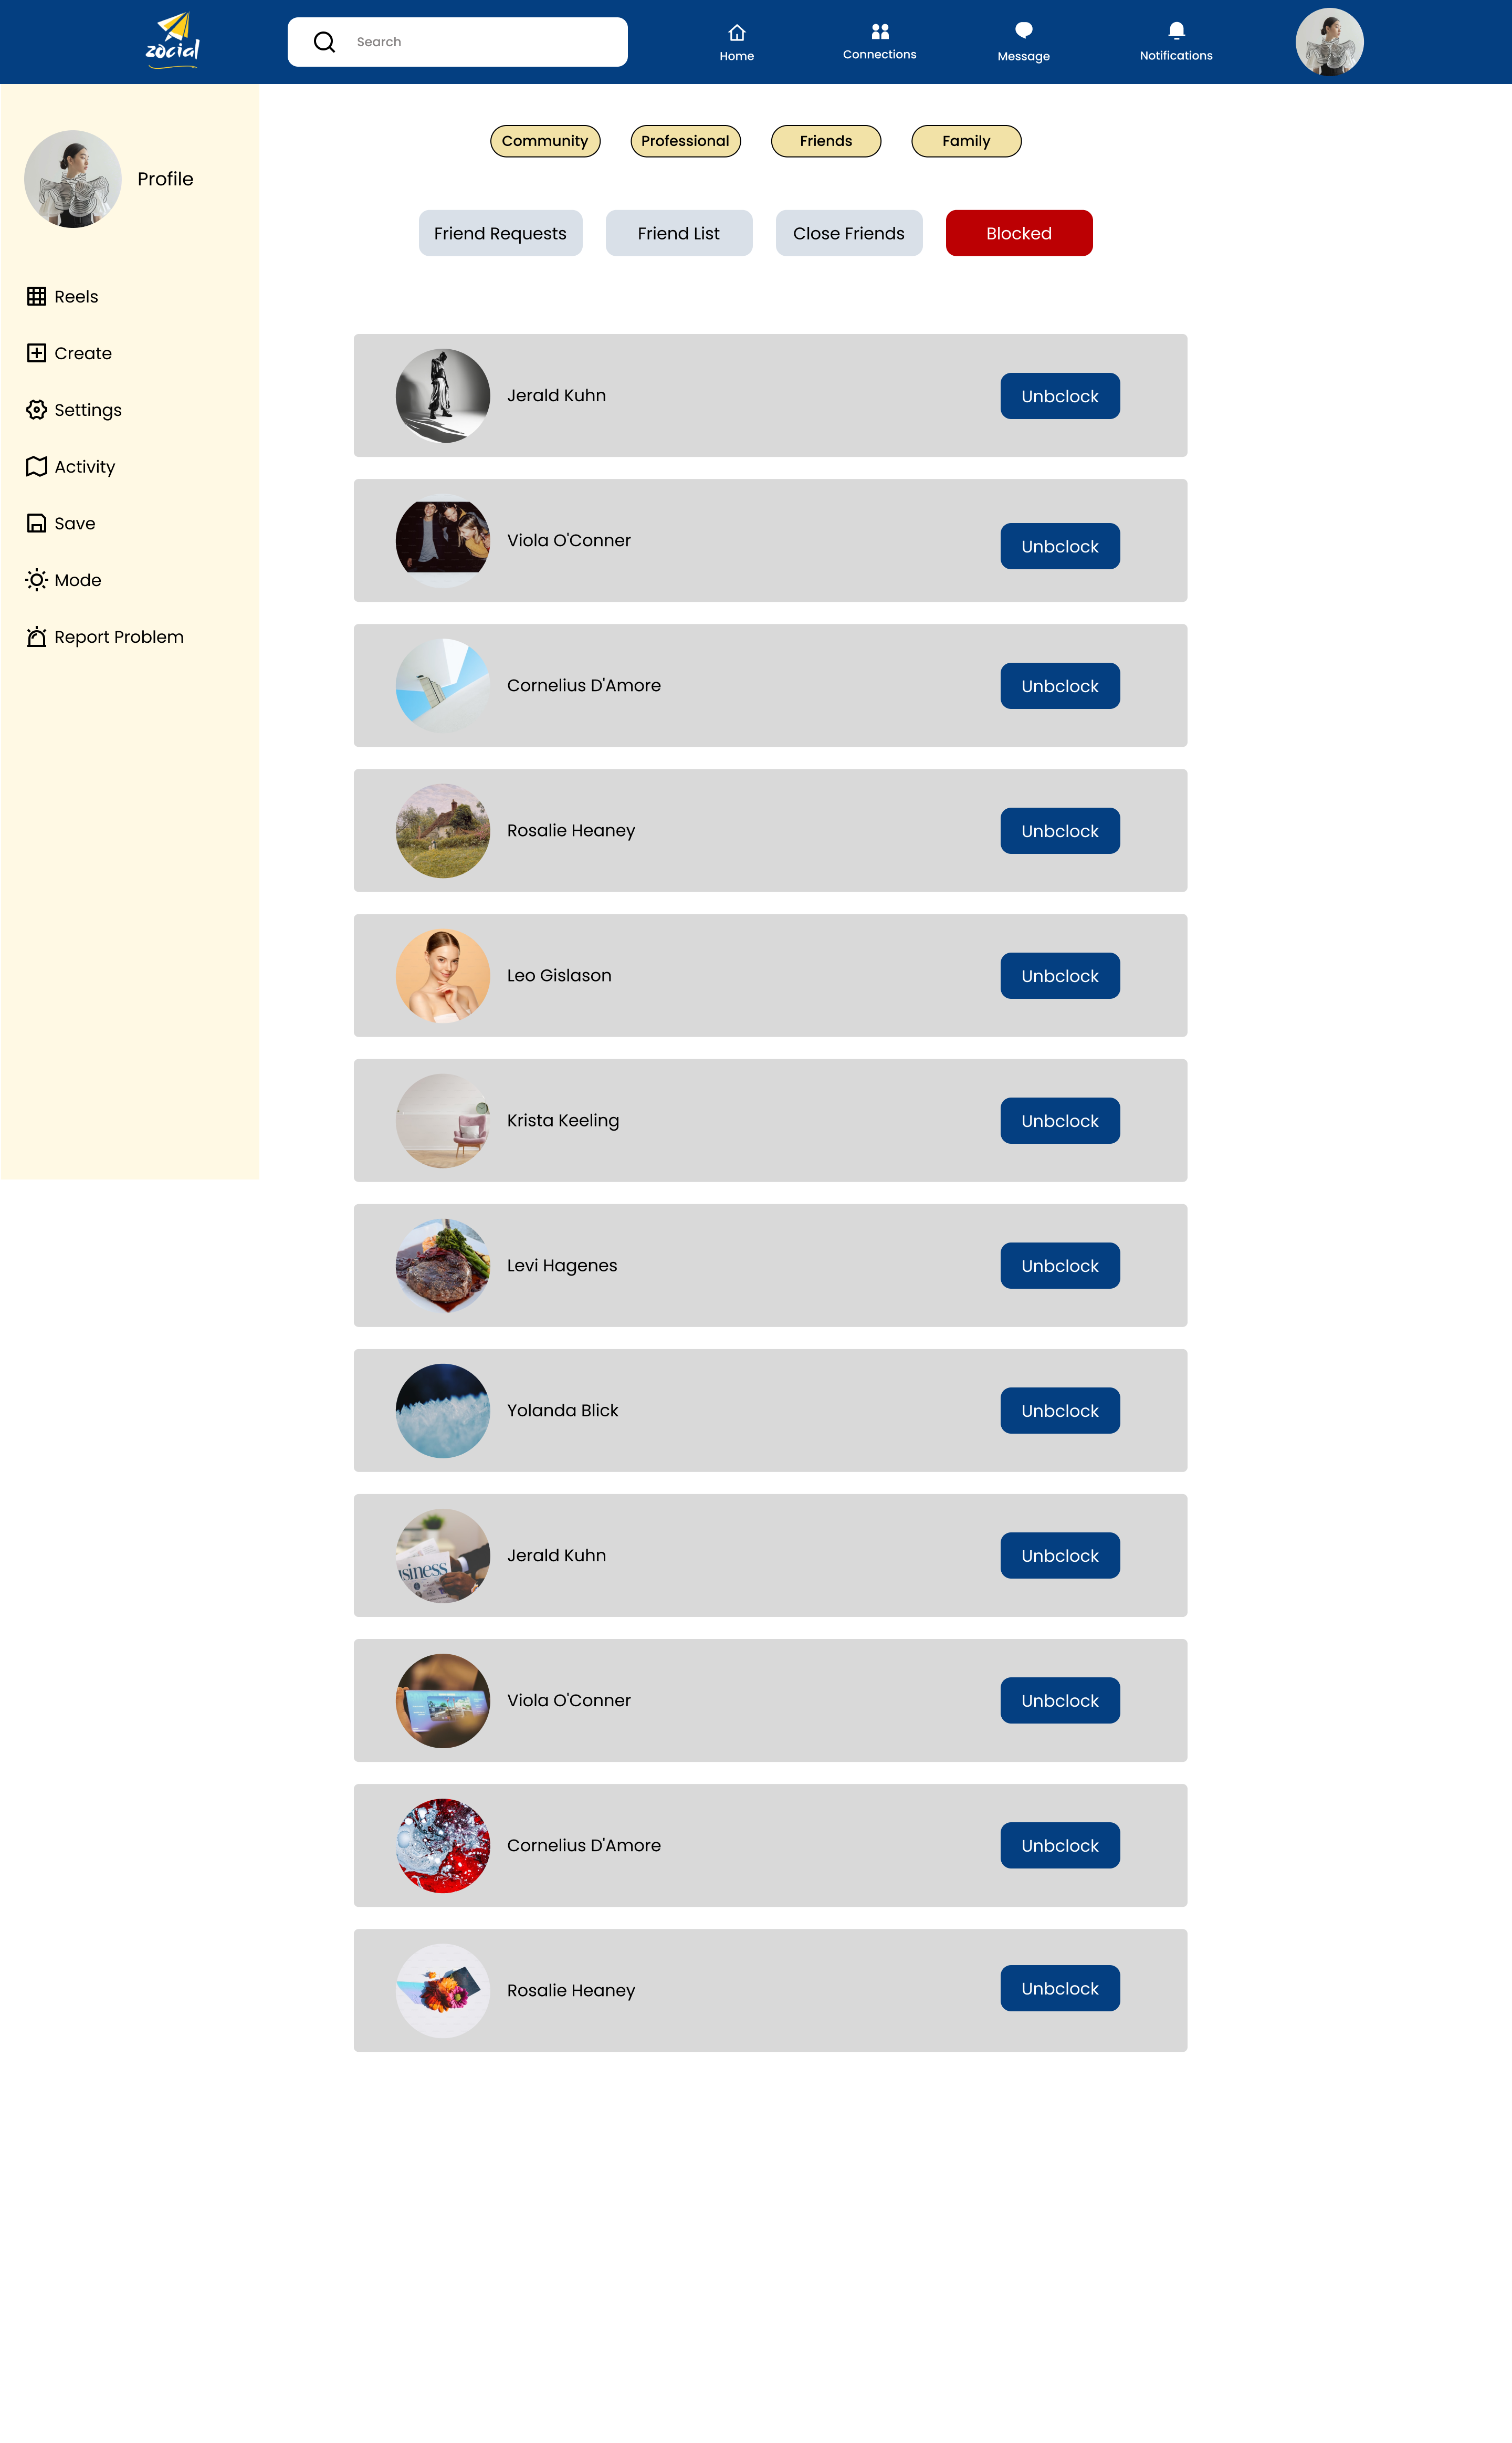 zocial
Search
Home
Connections
Message
Notifications
Community
Professional
Friends
Family
Profile
Friend Requests
Friend List
Close Friends
Blocked
Reels
Create
Settings
Activity
Save
Mode
Report Problem
Jerald Kuhn
Unbclock
Viola O'Conner
Unbclock
Cornelius D'Amore
Unbclock
Rosalie Heaney
Unbclock
Leo Gislason
Unbclock
Krista Keeling
Unbclock
Levi Hagenes
Unbclock
Yolanda Blick
Unbclock
siness
Jerald Kuhn
Unbclock
Viola O'Conner
Unbclock
Cornelius D'Amore
Unbclock
Rosalie Heaney
Unbclock